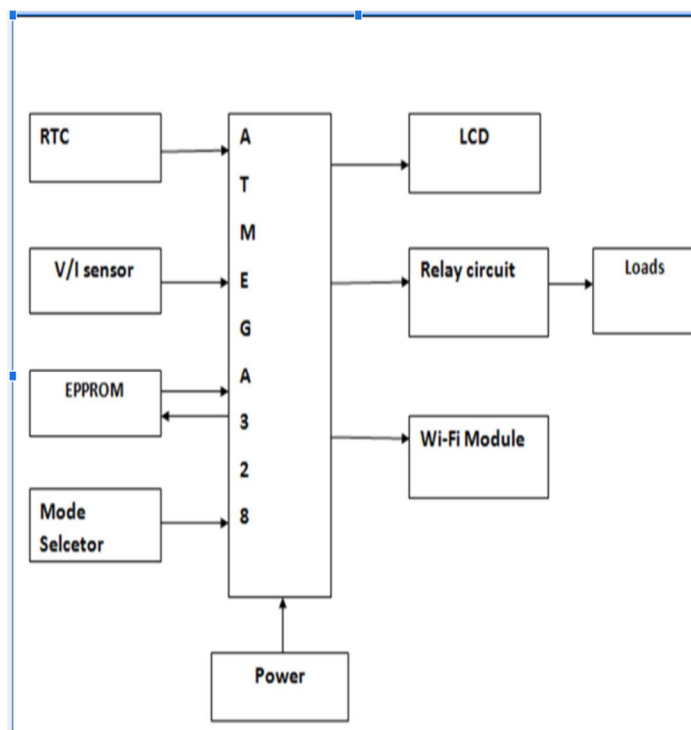 RTC
V/I sensor
EPPROM
Mode
Selcetor
A
T
M
E
G
A
3
2
8
LCD
Relay circuit
Loads
Wi-Fi Module
Power